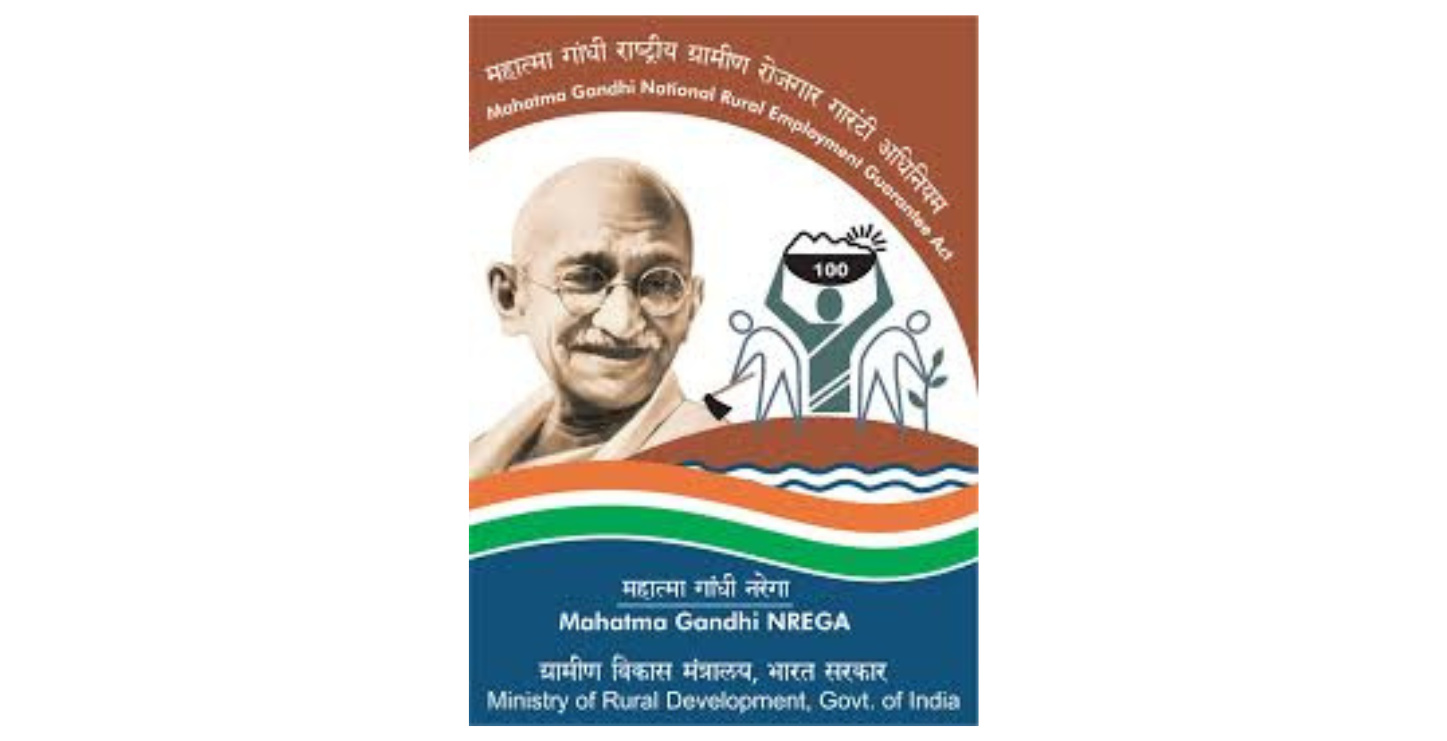 महात्मा गांधी राष्ट्रीय ग्रामीण रोजगार गारंटी अधिनियम
Mahatma Gandhi National Rural Employment Guarantee Act
100
महात्मा गांधी नरेगा
Mahatma Gandhi NREGA
ग्रामीण विकास मंत्रालय, भारत सरकार
Ministry of Rural Development, Govt. of India